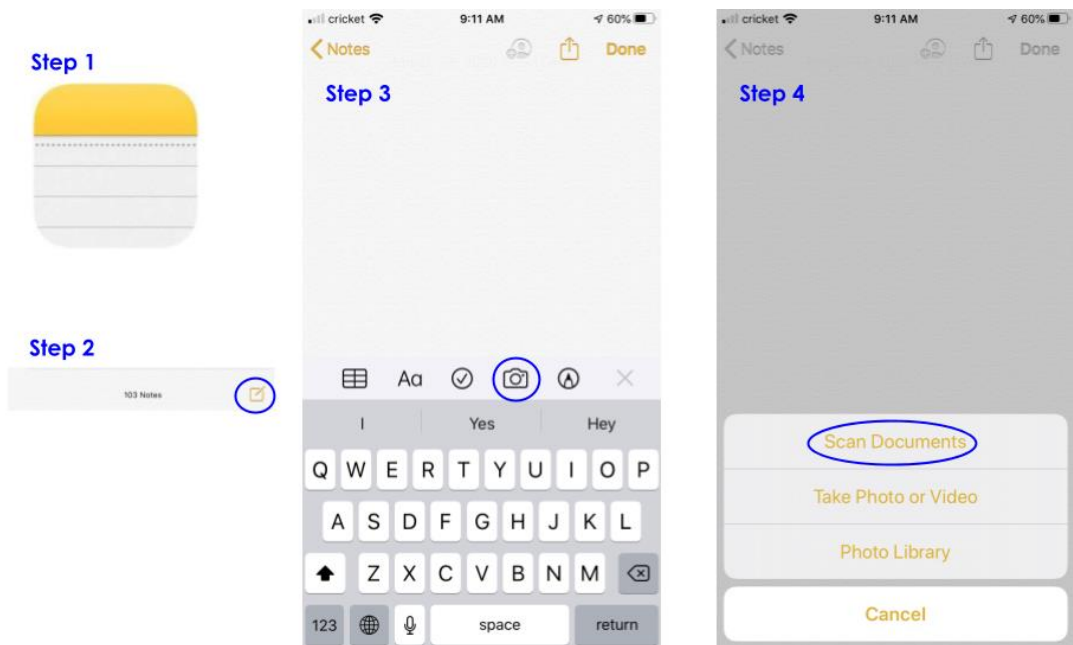 Step 1
Step 2
103 Notes
cricket 9:11 AM 60%
Notes Done
Step 3
Aa
I Yes Hey
Q W E R T Y U I O P
A S D F G H J K L
Z X C V B N M
123 space return
cricket 9:11 AM 60%
Notes Done
Step 4
Scan Documents
Take Photo or Video
Photo Library
Cancel